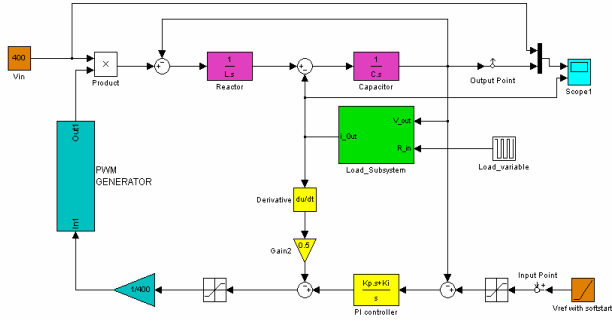 400
Vin
×
Product
1
L.s
Reactor
1
C.s
Capacitor
Output Point
Scope1
Out1
In1
PWM
GENERATOR
V_out
I_Out
R_in
Load_Subsystem
Load_variable
Derivative
du/dt
Gain2
0.5
1/400
Kp.s+Ki
s
PI controller
Input Point
Vref with softstart